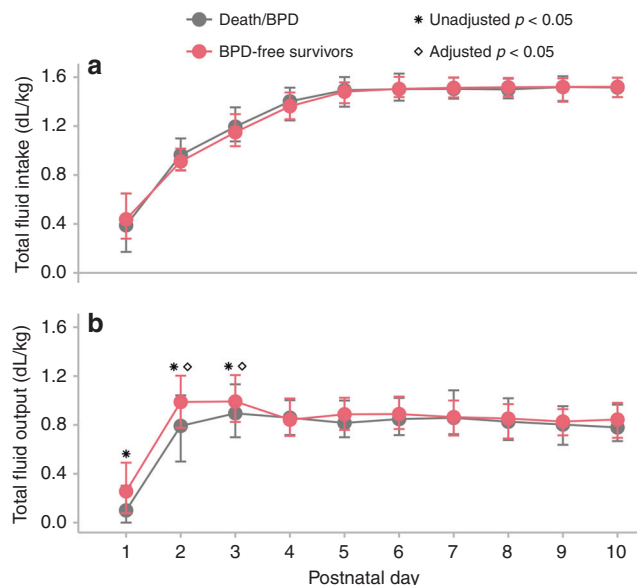 Death/BPD
✱ Unadjusted p < 0.05
BPD-free survivors
◇ Adjusted p < 0.05
a
Total fluid intake (dL/kg)
1.6
1.2
0.8
0.4
0.0
b
Total fluid output (dL/kg)
1.6
1.2
0.8
0.4
0.0
✱
✱ ◇
✱ ◇
1 2 3 4 5 6 7 8 9 10
Postnatal day